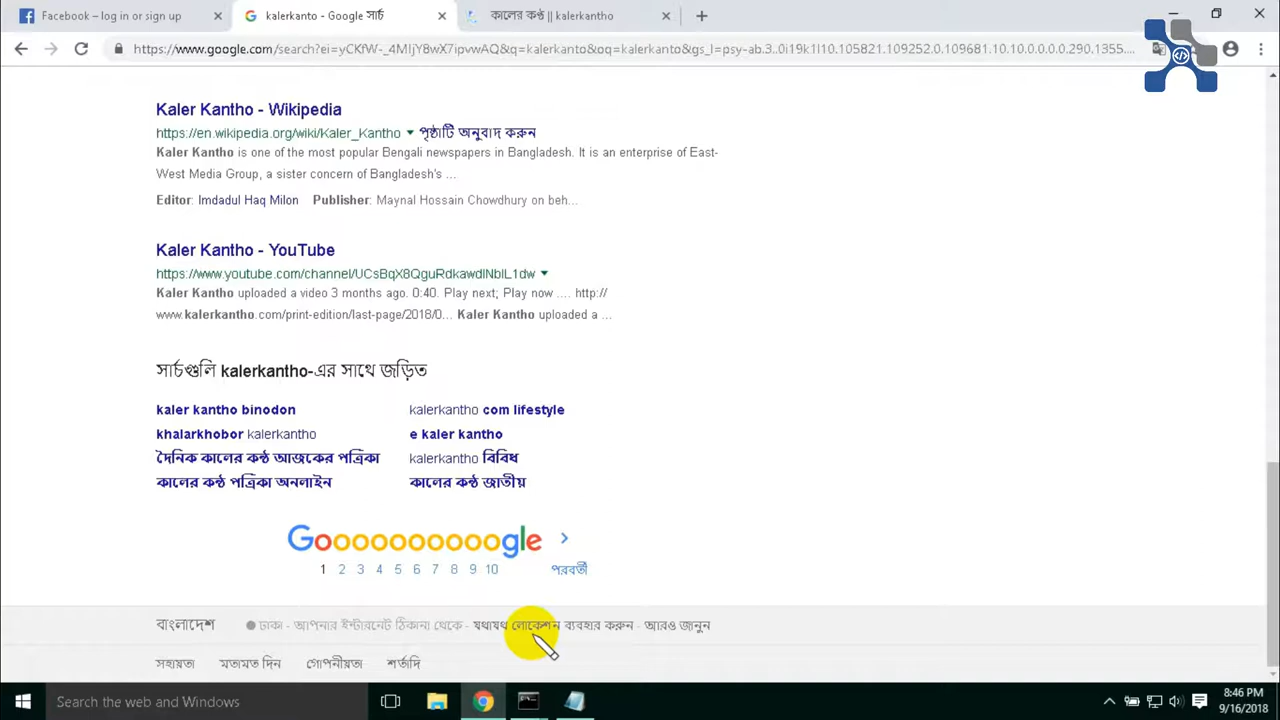 Facebook – log in or sign up
kalerkanto - Google সার্চ
কালের কণ্ঠ || kalerkantho
https://www.google.com/search?ei=yCKfW-_4MIjY8wX7ipvwAQ&q=kalerkanto&oq=kalerkanto&gs_l=psy-ab.3..0i19k1l10.105821.109252.0.109681.10.10.0.0.0.0.290.1355....
Kaler Kantho - Wikipedia
https://en.wikipedia.org/wiki/Kaler_Kantho ▾ পৃষ্ঠাটি অনুবাদ করুন
Kaler Kantho is one of the most popular Bengali newspapers in Bangladesh. It is an enterprise of East-
West Media Group, a sister concern of Bangladesh's ...
Editor: Imdadul Haq Milon Publisher: Maynal Hossain Chowdhury on beh...
Kaler Kantho - YouTube
https://www.youtube.com/channel/UCsBqX8QguRdkawdlNblL1dw ▾
Kaler Kantho uploaded a video 3 months ago. 0:40. Play next; Play now .... http://
www.kalerkantho.com/print-edition/last-page/2018/0... Kaler Kantho uploaded a ...
সার্চগুলি kalerkantho-এর সাথে জড়িত
kaler kantho binodon
kalerkantho com lifestyle
khalarkhobor kalerkantho
e kaler kantho
দৈনিক কালের কন্ঠ আজকের পত্রিকা
kalerkantho বিবিধ
কালের কন্ঠ পত্রিকা অনলাইন
কালের কন্ঠ জাতীয়
Goooooooooogle >
1 2 3 4 5 6 7 8 9 10 পরবর্তী
বাংলাদেশ ঢাকা - আপনার ইন্টারনেট ঠিকানা থেকে - যথাযথ লোকেশন ব্যবহার করুন - আরও জানুন
সহায়তা মতামত দিন গোপনীয়তা শর্তাদি
Search the web and Windows
8:46 PM
9/16/2018